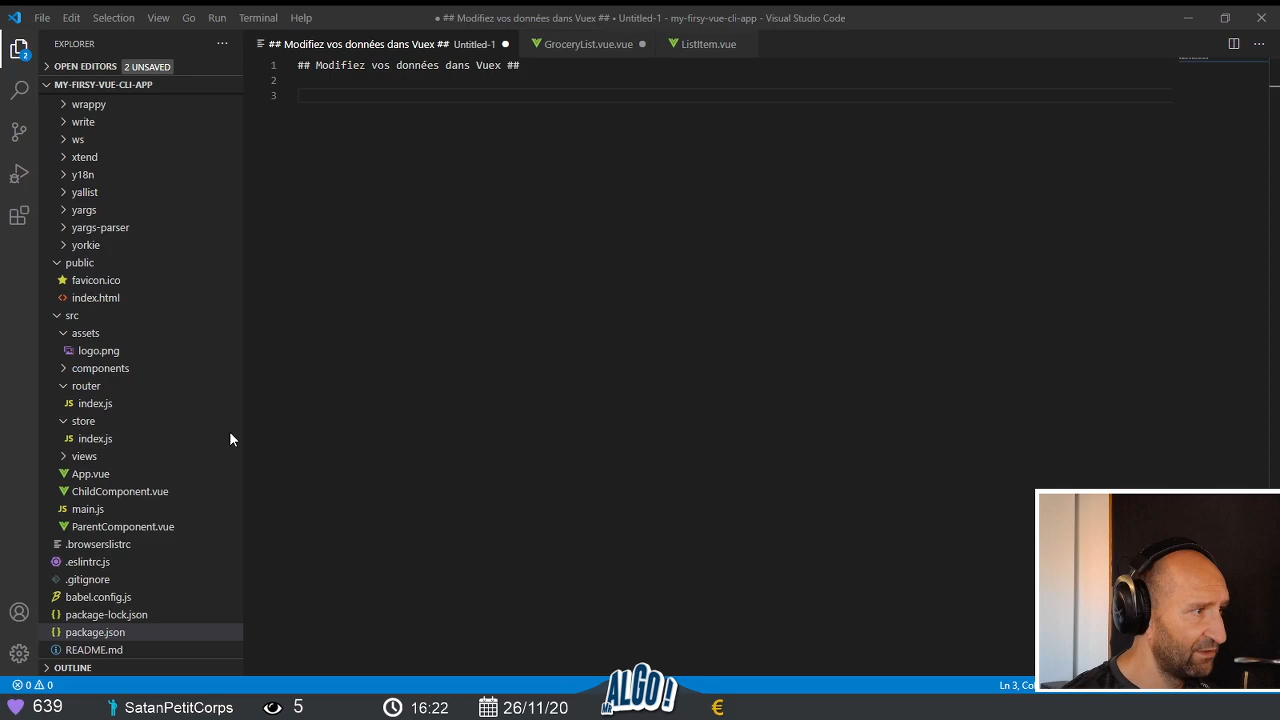 File Edit Selection View Go Run Terminal Help
● ## Modifiez vos données dans Vuex ## • Untitled-1 - my-firsy-vue-cli-app - Visual Studio Code
EXPLORER
## Modifiez vos données dans Vuex ## Untitled-1
GroceryList.vue.vue
ListItem.vue
OPEN EDITORS 2 UNSAVED
MY-FIRSY-VUE-CLI-APP
wrappy
write
ws
xtend
y18n
yallist
yargs
yargs-parser
yorkie
public
favicon.ico
index.html
src
assets
logo.png
components
router
JS index.js
store
JS index.js
views
App.vue
ChildComponent.vue
JS main.js
ParentComponent.vue
.browserslistrc
.eslintrc.js
.gitignore
babel.config.js
{} package-lock.json
{} package.json
README.md
OUTLINE
1 ## Modifiez vos données dans Vuex ##
2
3
2
0 0
Ln 3, Co
639
SatanPetitCorps
5
Mr ALGO!
16:22
26/11/20
€